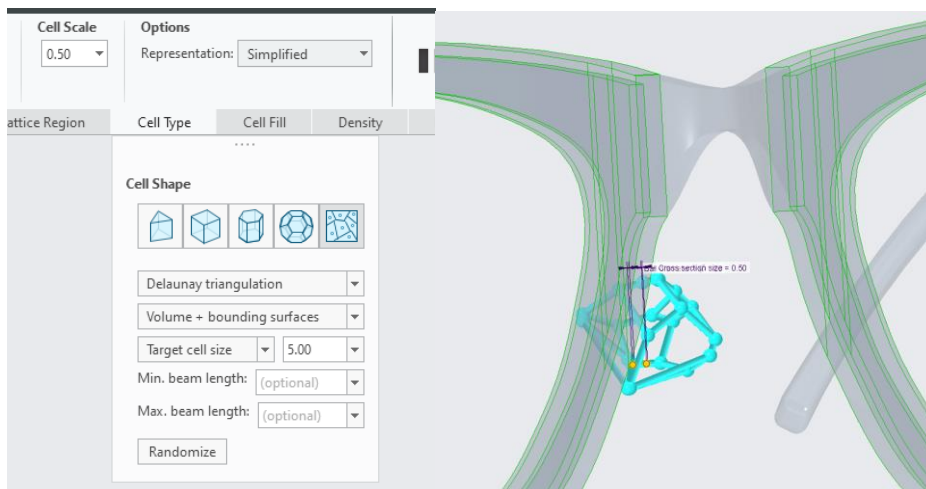 Cell Scale
Options
0.50
Representation: Simplified
attice Region
Cell Type
Cell Fill
Density
Cell Shape
Delaunay triangulation
Volume + bounding surfaces
Target cell size
5.00
Min. beam length: (optional)
Max. beam length: (optional)
Randomize
Cross section size = 0.50